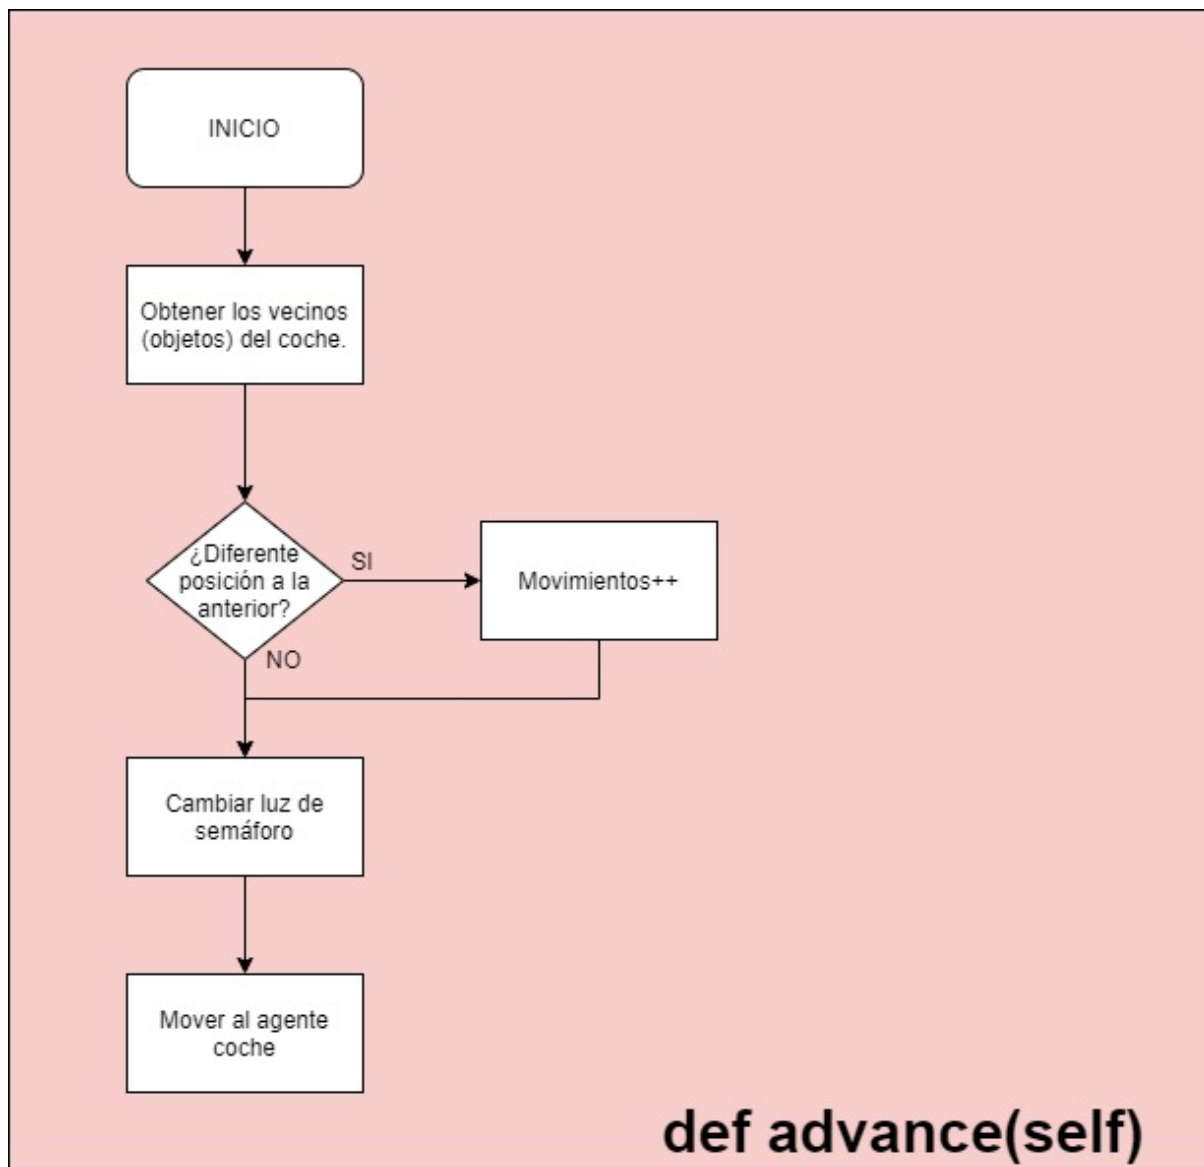 INICIO
Obtener los vecinos
(objetos) del coche.
¿Diferente
posición a la
anterior?
SI
Movimientos++
NO
Cambiar luz de
semáforo
Mover al agente
coche
def advance(self)